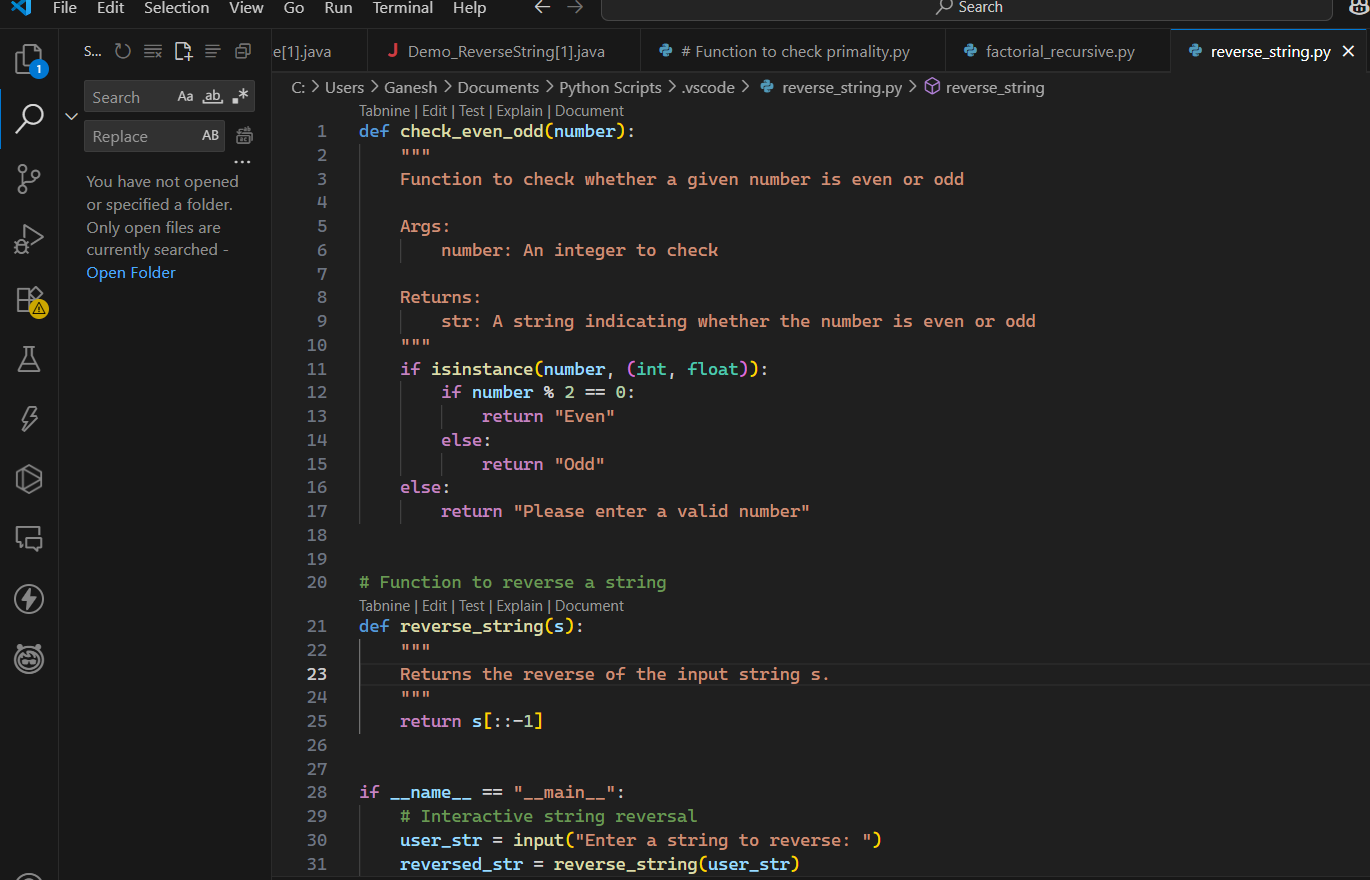 File Edit Selection View Go Run Terminal Help Search
S... e[1].java Demo_ReverseString[1].java # Function to check primality.py factorial_recursive.py reverse_string.py
1
Search Aa ab
Replace AB
...
You have not opened
or specified a folder.
Only open files are
currently searched -
Open Folder
C: > Users > Ganesh > Documents > Python Scripts > .vscode > reverse_string.py > reverse_string
Tabnine | Edit | Test | Explain | Document
1 def check_even_odd(number):
2     """
3     Function to check whether a given number is even or odd
4
5     Args:
6         number: An integer to check
7
8     Returns:
9         str: A string indicating whether the number is even or odd
10     """
11     if isinstance(number, (int, float)):
12         if number % 2 == 0:
13             return "Even"
14         else:
15             return "Odd"
16     else:
17         return "Please enter a valid number"
18
19
20 # Function to reverse a string
Tabnine | Edit | Test | Explain | Document
21 def reverse_string(s):
22     """
23     Returns the reverse of the input string s.
24     """
25     return s[::-1]
26
27
28 if __name__ == "__main__":
29     # Interactive string reversal
30     user_str = input("Enter a string to reverse: ")
31     reversed_str = reverse_string(user_str)